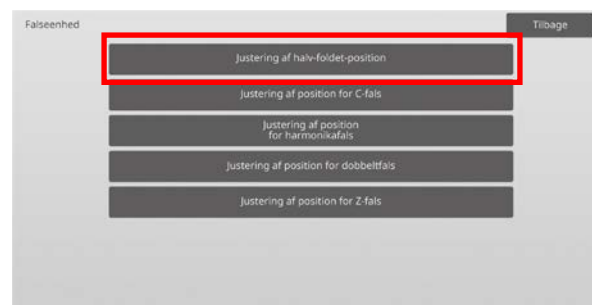 Falseenhed
Tilbage
Justering af halv-foldet-position
Justering af position for C-fals
Justering af position
for harmonikafals
Justering af position for dobbeltfals
Justering af position for Z-fals